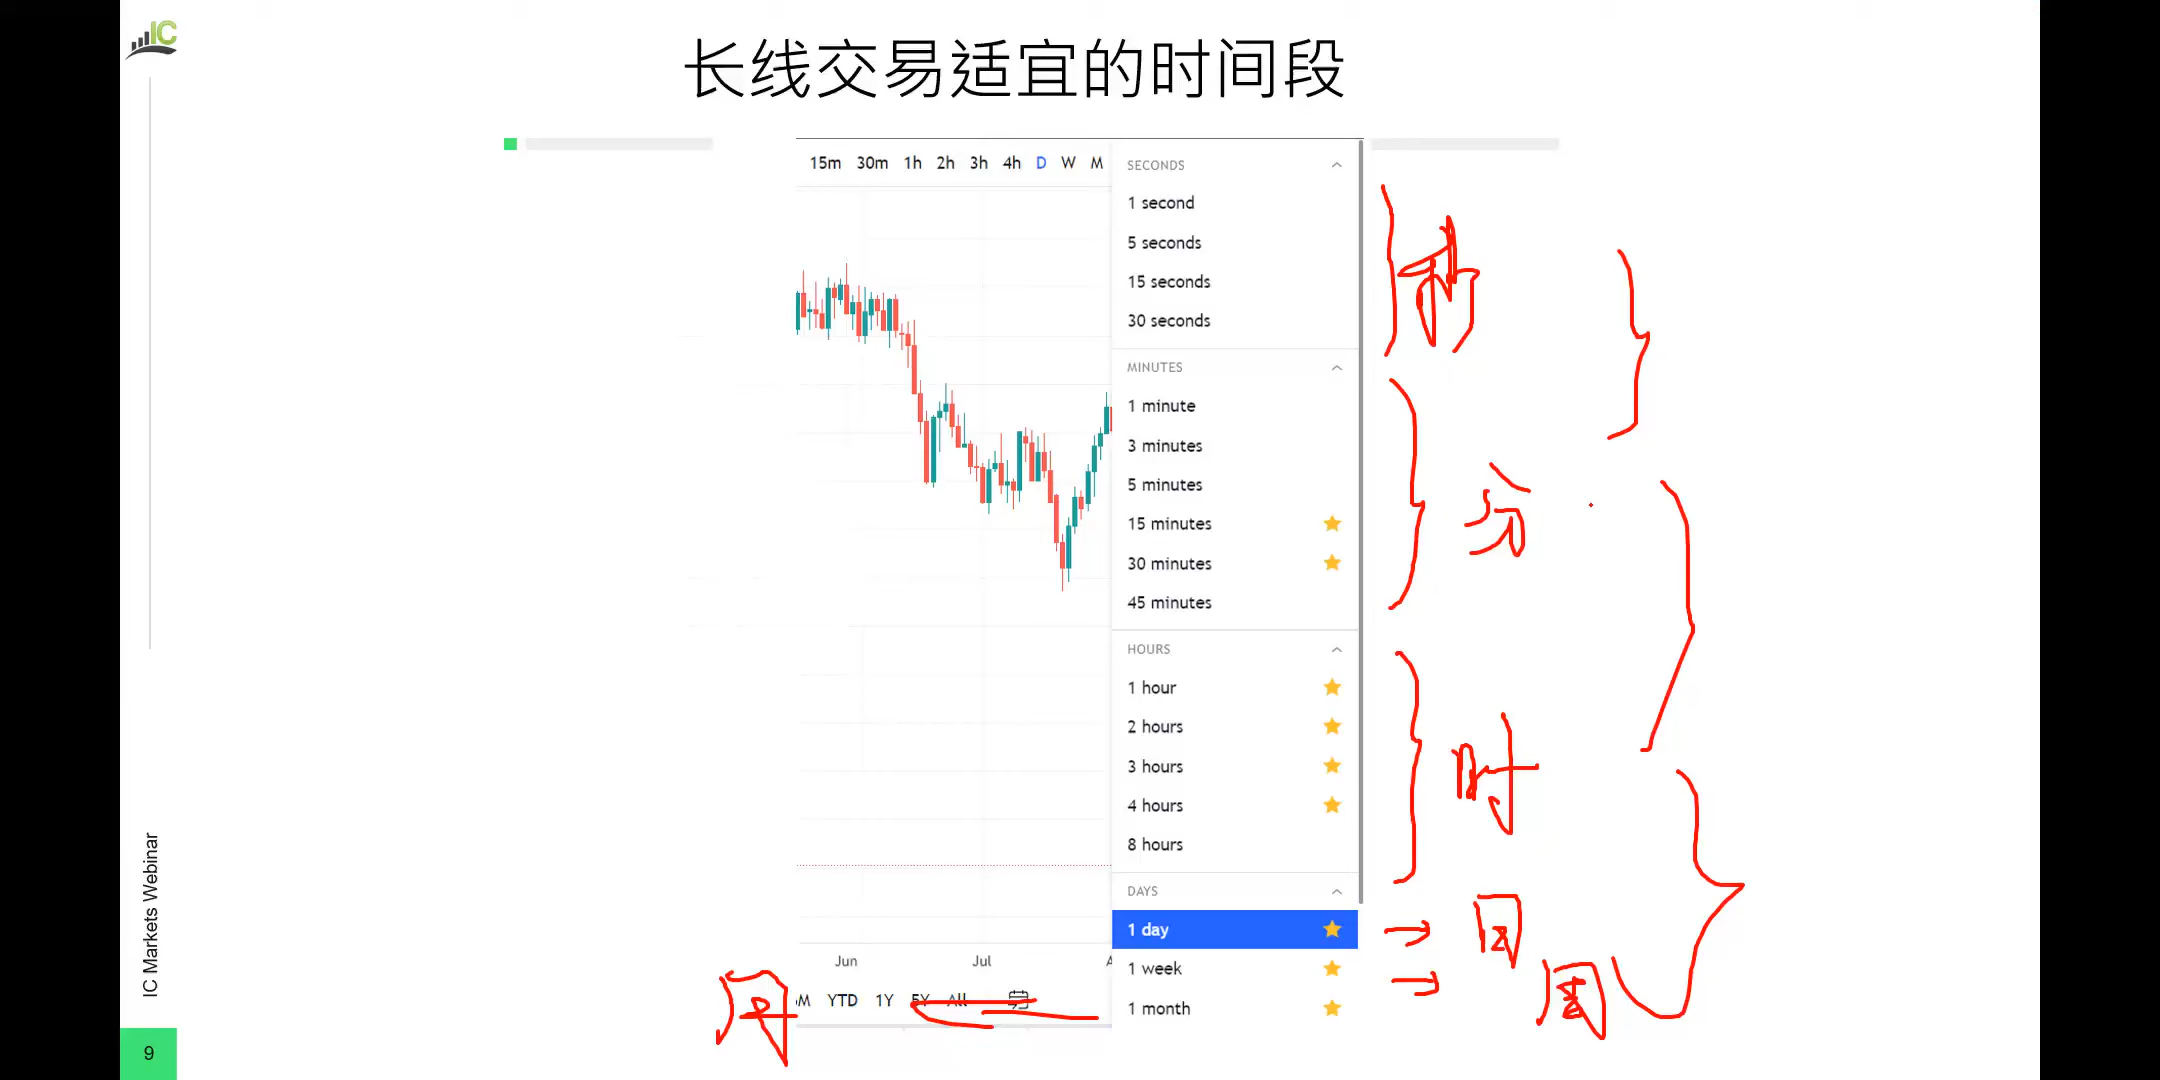 IC
长线交易适宜的时间段
15m 30m 1h 2h 3h 4h D W M
SECONDS
1 second
5 seconds
15 seconds
30 seconds
秒
MINUTES
1 minute
3 minutes
5 minutes
15 minutes
30 minutes
45 minutes
分
HOURS
1 hour
2 hours
3 hours
4 hours
8 hours
时
DAYS
1 day
1 week
1 month
日
周
月
Jun Jul A
M YTD 1Y 5Y All
IC Markets Webinar
9